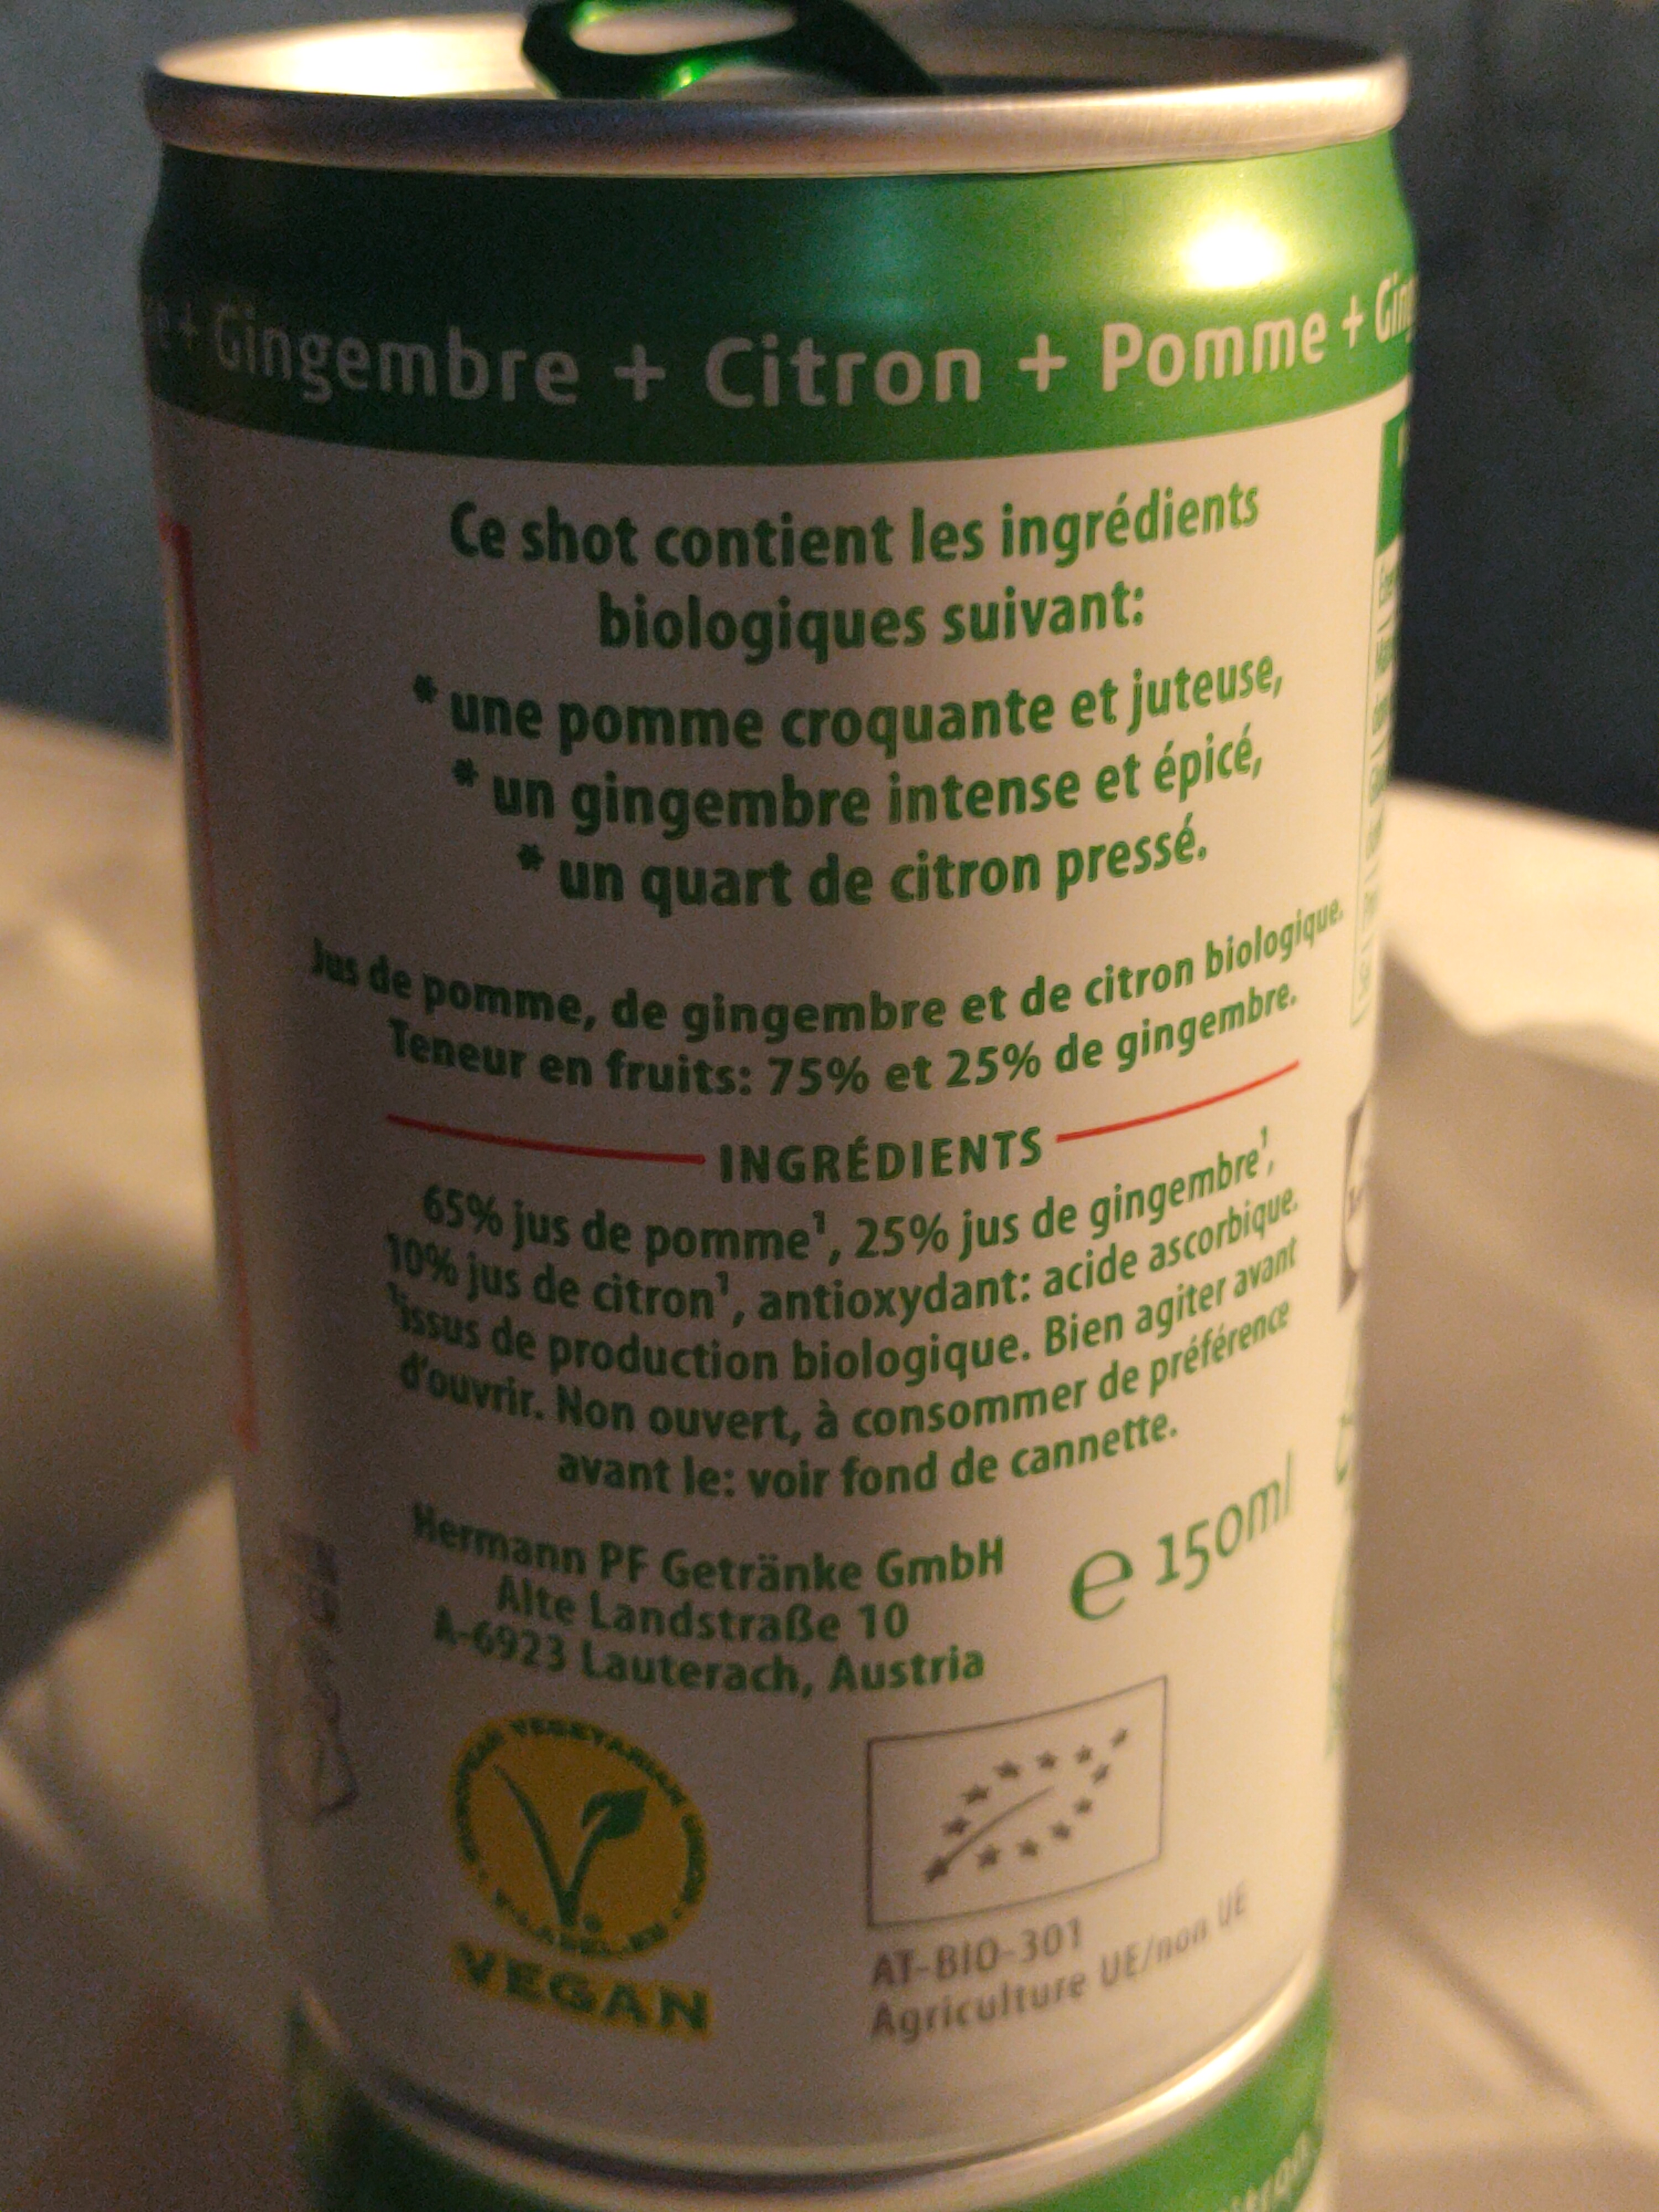 Gingembre + Citron + Pomme +
Ce shot contient les ingrédients
biologiques suivant:
* une pomme croquante et juteuse,
* un gingembre intense et épicé,
* un quart de citron pressé.
Jus de pomme, de gingembre et de citron biologique.
Teneur en fruits: 75% et 25% de gingembre.
INGRÉDIENTS
65% jus de pomme¹, 25% jus de gingembre¹,
10% jus de citron¹, antioxydant: acide ascorbique.
¹issus de production biologique. Bien agiter avant
d'ouvrir. Non ouvert, à consommer de préférence
avant le: voir fond de cannette.
Hermann PF Getränke GmbH
Alte Landstraße 10
A-6923 Lauterach, Austria
e 150ml
EUROPEAN VEGETARIAN UNION
VEGAN
AT-BIO-301
Agriculture UE/non UE